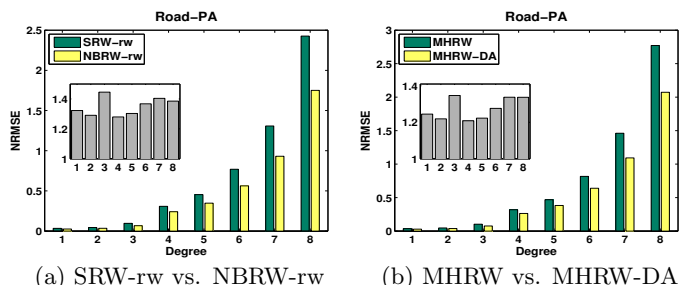 Road-PA
NRMSE
2.5
2
1.5
1
0.5
0
SRW-rw
NBRW-rw
1.4
1.2
1
1 2 3 4 5 6 7 8
1 2 3 4 5 6 7 8
Degree
(a) SRW-rw vs. NBRW-rw
Road-PA
NRMSE
3
2.5
2
1.5
1
0.5
0
MHRW
MHRW-DA
1.4
1.2
1
1 2 3 4 5 6 7 8
1 2 3 4 5 6 7 8
Degree
(b) MHRW vs. MHRW-DA